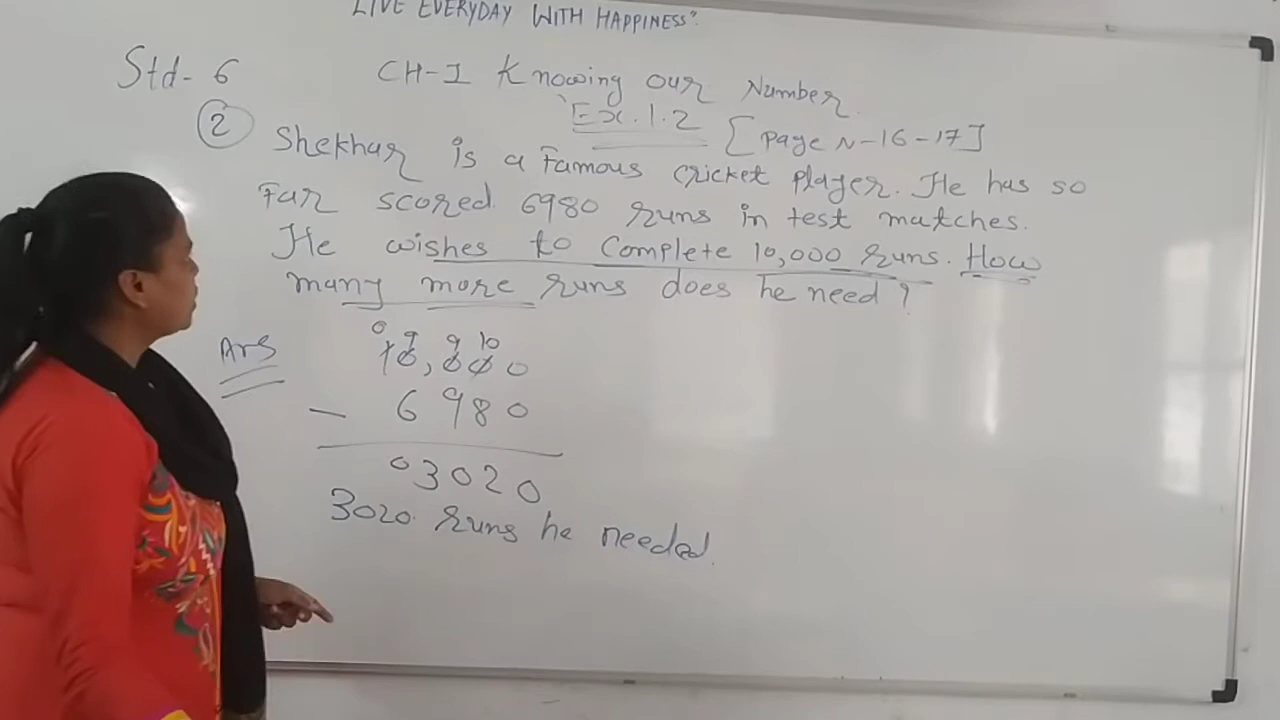 "LIVE EVERYDAY WITH HAPPINESS".
Std- 6 CH-1 Knowing our Number
Ex. 1.2
[Page N-16-17]
2 Shekhar is a Famous cricket player. He has so
Far scored 6980 runs in test matches.
He wishes to Complete 10,000 runs. How
many more runs does he need?
Ans
0 9 9 10
10,000
- 6980
03020
3020 runs he needed.